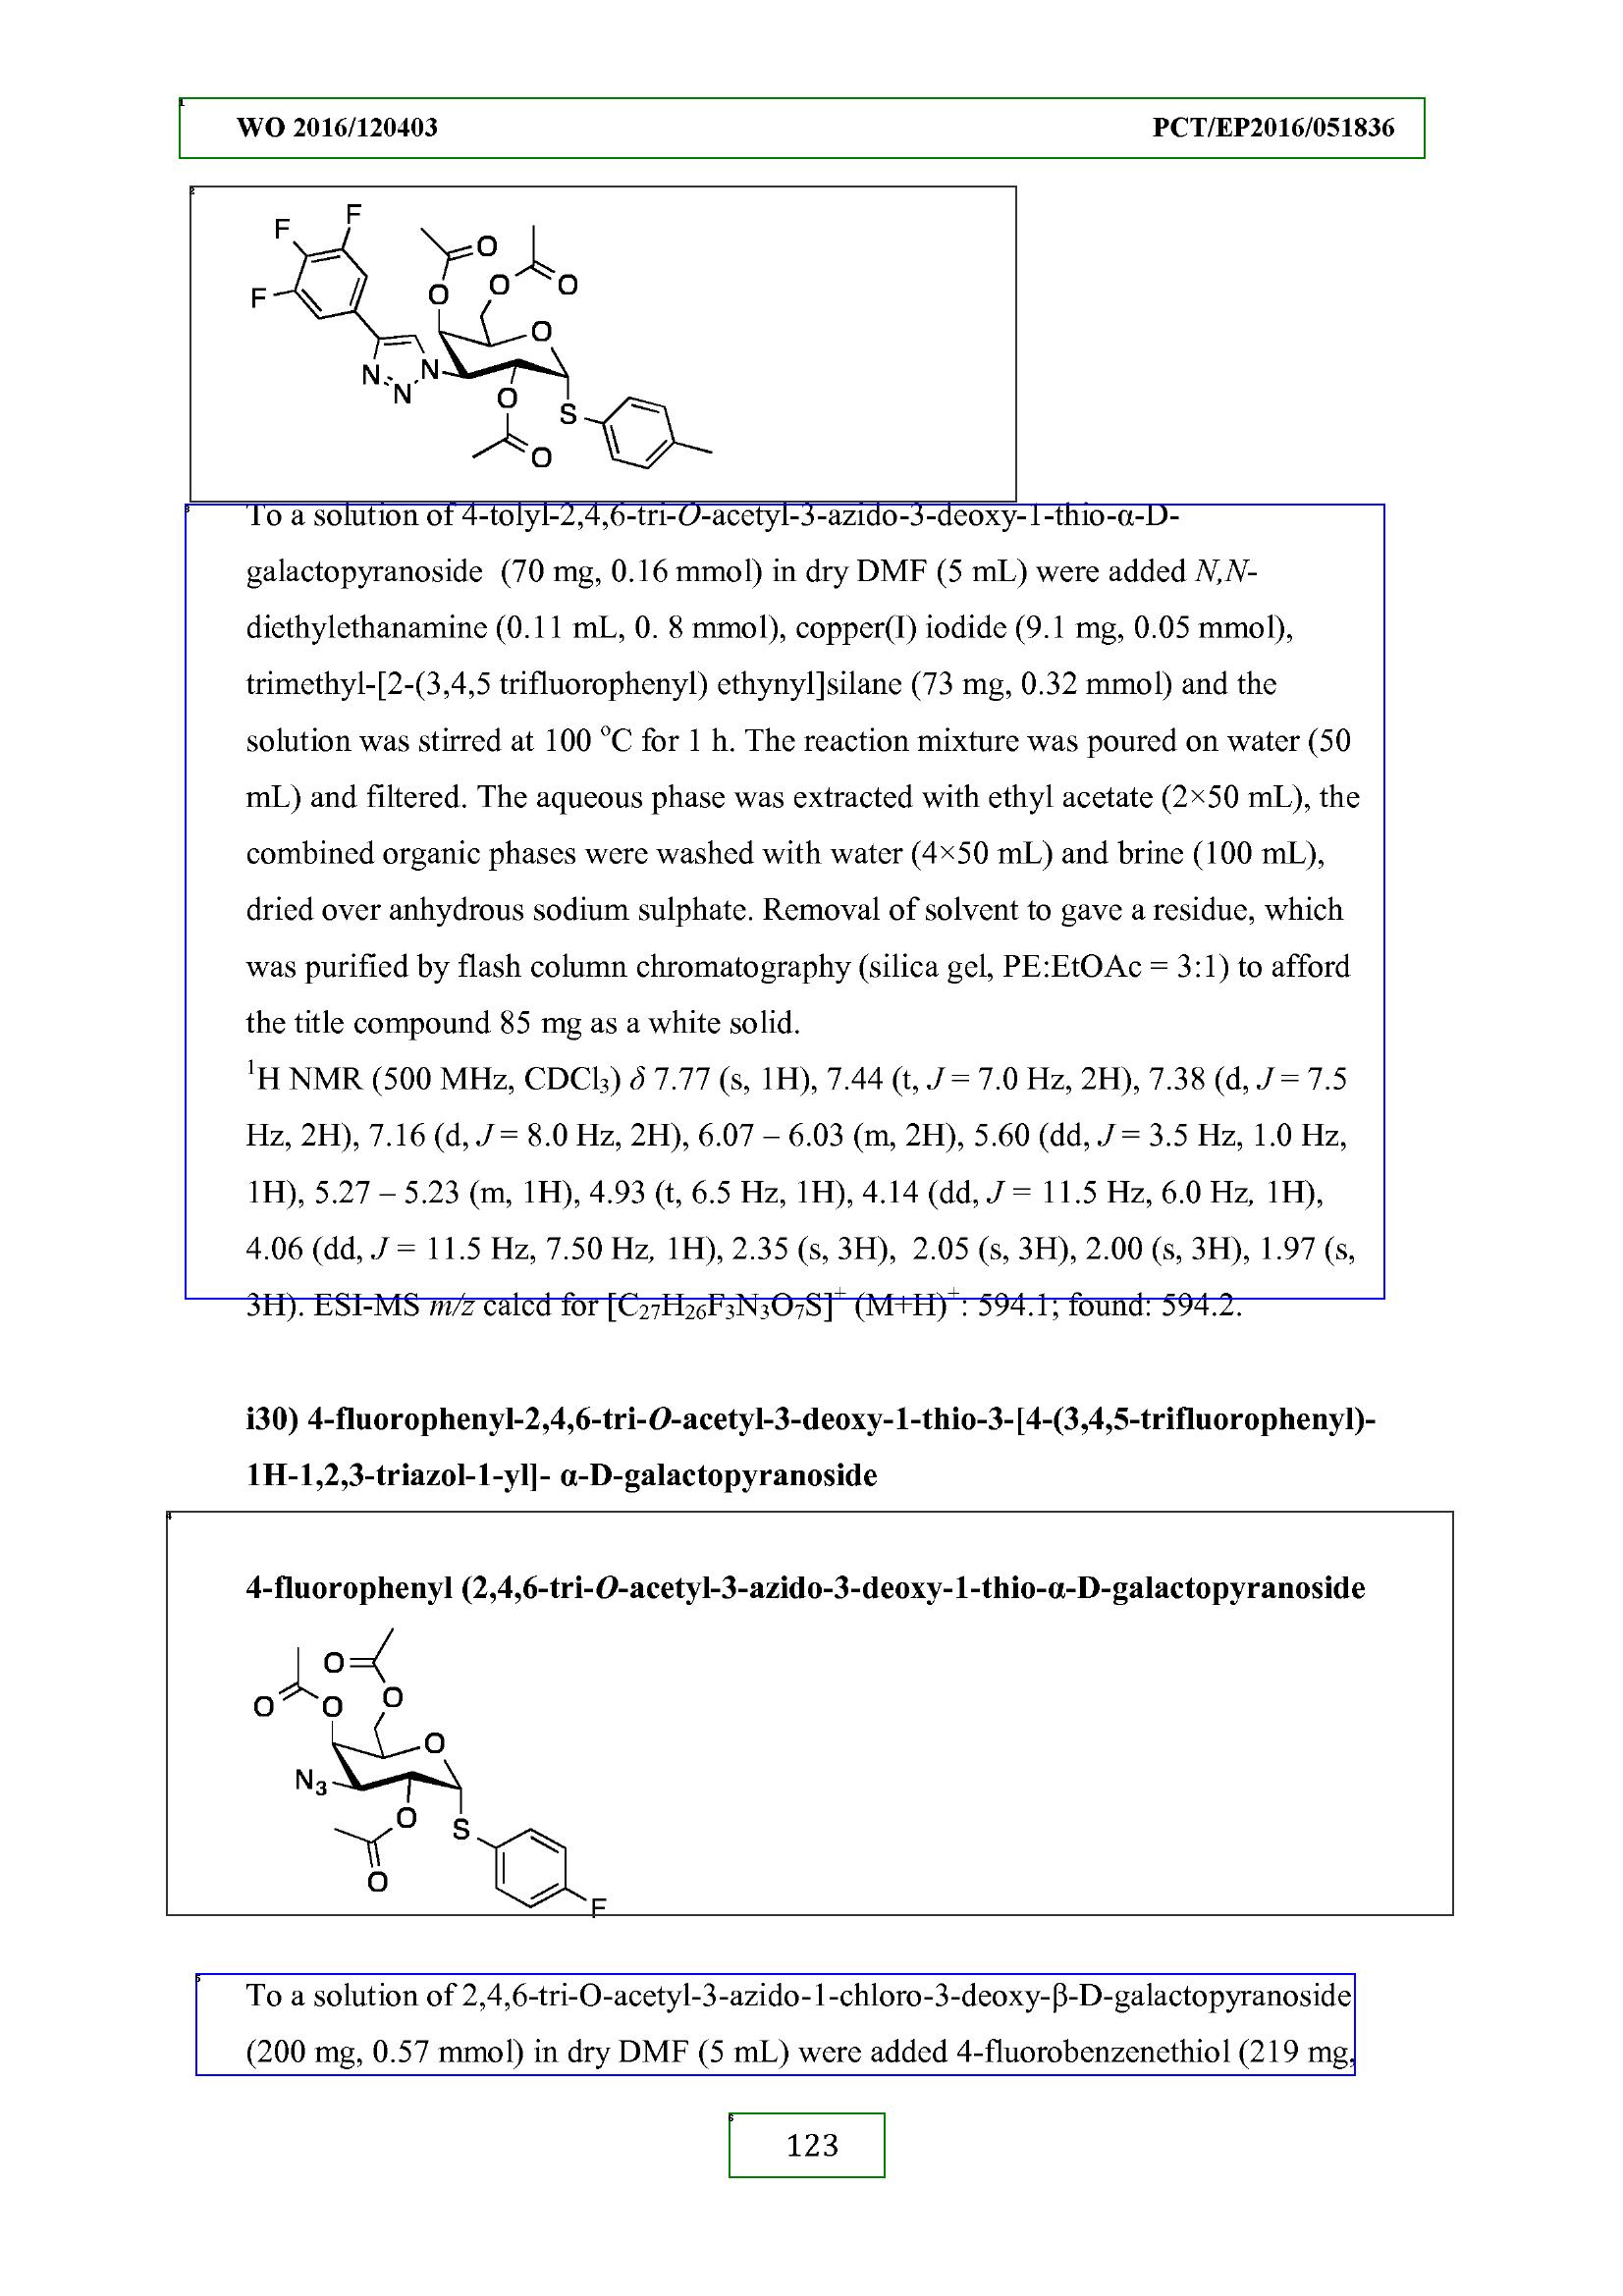 WO 2016/120403 PCT/EP2016/051836
F
F
F
O
O
O
O
O
N
N
N
O
S
O
To a solution of 4-tolyl-2,4,6-tri-O-acetyl-3-azido-3-deoxy-1-thio-α-D-
galactopyranoside (70 mg, 0.16 mmol) in dry DMF (5 mL) were added N,N-
diethylethanamine (0.11 mL, 0. 8 mmol), copper(I) iodide (9.1 mg, 0.05 mmol),
trimethyl-[2-(3,4,5 trifluorophenyl) ethynyl]silane (73 mg, 0.32 mmol) and the
solution was stirred at 100 °C for 1 h. The reaction mixture was poured on water (50
mL) and filtered. The aqueous phase was extracted with ethyl acetate (2×50 mL), the
combined organic phases were washed with water (4×50 mL) and brine (100 mL),
dried over anhydrous sodium sulphate. Removal of solvent to gave a residue, which
was purified by flash column chromatography (silica gel, PE:EtOAc = 3:1) to afford
the title compound 85 mg as a white solid.
¹H NMR (500 MHz, CDCl₃) δ 7.77 (s, 1H), 7.44 (t, J = 7.0 Hz, 2H), 7.38 (d, J = 7.5
Hz, 2H), 7.16 (d, J = 8.0 Hz, 2H), 6.07 – 6.03 (m, 2H), 5.60 (dd, J = 3.5 Hz, 1.0 Hz,
1H), 5.27 – 5.23 (m, 1H), 4.93 (t, 6.5 Hz, 1H), 4.14 (dd, J = 11.5 Hz, 6.0 Hz, 1H),
4.06 (dd, J = 11.5 Hz, 7.50 Hz, 1H), 2.35 (s, 3H), 2.05 (s, 3H), 2.00 (s, 3H), 1.97 (s,
3H). ESI-MS m/z calcd for [C₂₇H₂₆F₃N₃O₇S]⁺ (M+H)⁺: 594.1; found: 594.2.
i30) 4-fluorophenyl-2,4,6-tri-O-acetyl-3-deoxy-1-thio-3-[4-(3,4,5-trifluorophenyl)-
1H-1,2,3-triazol-1-yl]- α-D-galactopyranoside
4-fluorophenyl (2,4,6-tri-O-acetyl-3-azido-3-deoxy-1-thio-α-D-galactopyranoside
O
O
O
O
O
N₃
O
S
O
F
To a solution of 2,4,6-tri-O-acetyl-3-azido-1-chloro-3-deoxy-β-D-galactopyranoside
(200 mg, 0.57 mmol) in dry DMF (5 mL) were added 4-fluorobenzenethiol (219 mg,
123